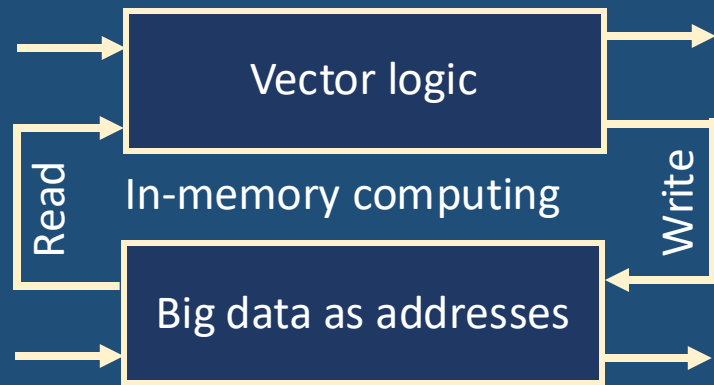 Vector logic
Read
In-memory computing
Write
Big data as addresses